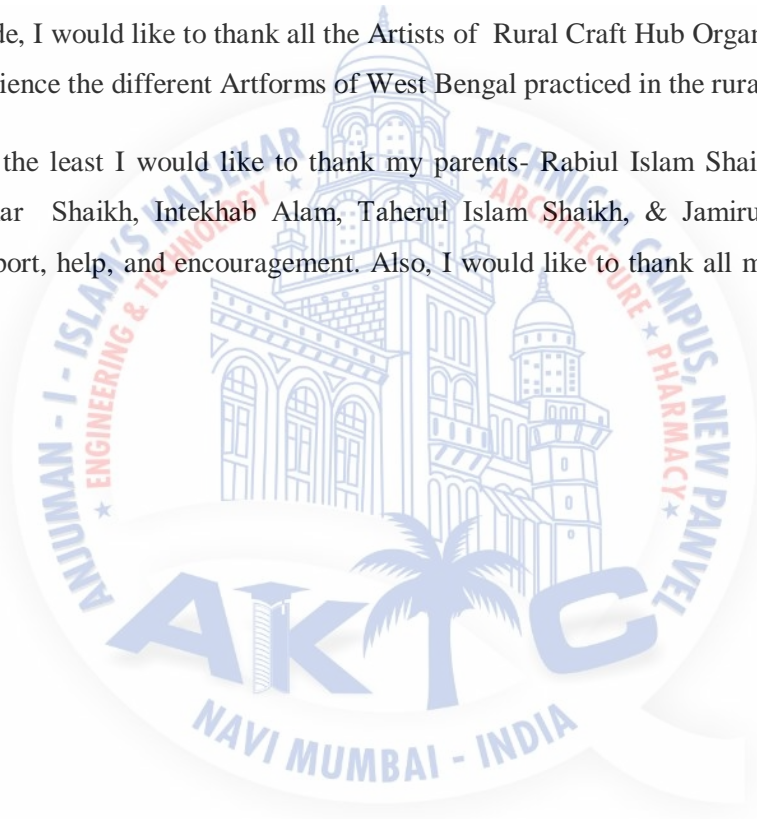 de, I would like to thank all the Artists of Rural Craft Hub Organ
ience the different Artforms of West Bengal practiced in the rura
the least I would like to thank my parents- Rabiul Islam Shai
ar Shaikh, Intekhab Alam, Taherul Islam Shaikh, & Jamiru
port, help, and encouragement. Also, I would like to thank all m
ANJUMAN - I - ISLAM'S KALSEKAR TECHNICAL CAMPUS, NEW PANVEL
★ ENGINEERING & TECHNOLOGY ★ ★ ARCHITECTURE ★ PHARMACY ★
AKTC
NAVI MUMBAI - INDIA